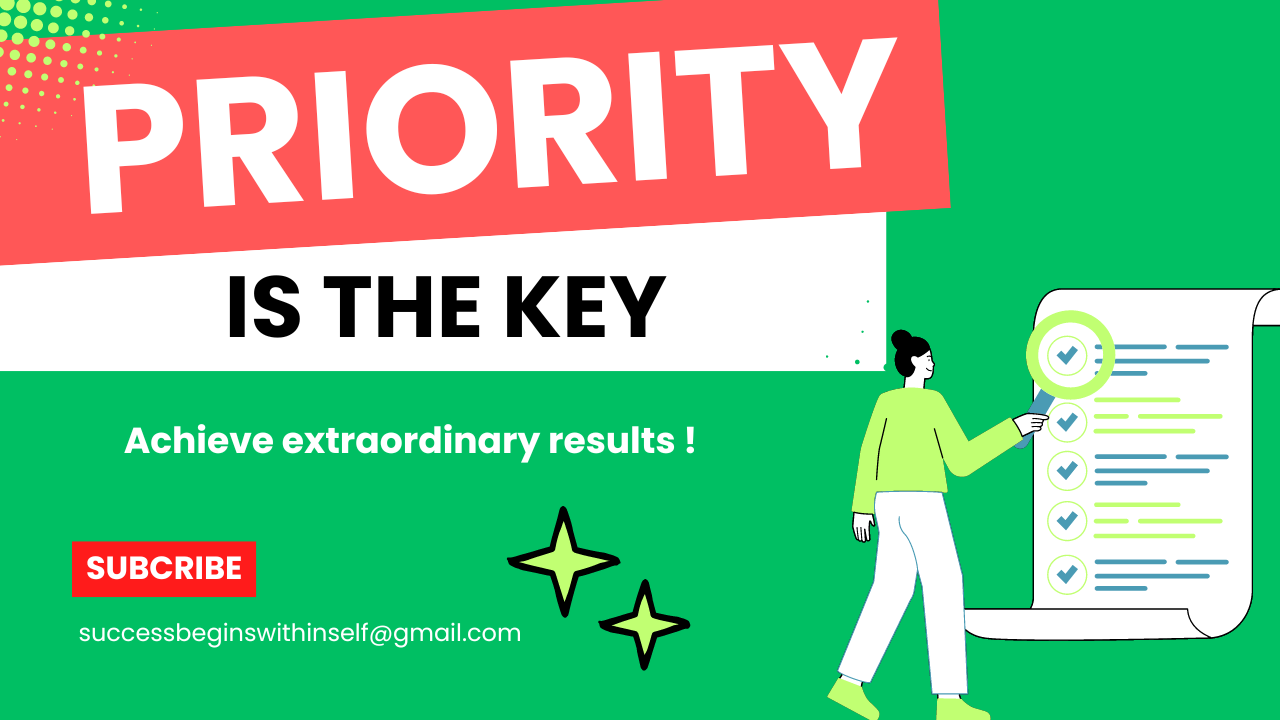 PRIORITY
IS THE KEY
Achieve extraordinary results !
SUBCRIBE
successbeginswithinself@gmail.com